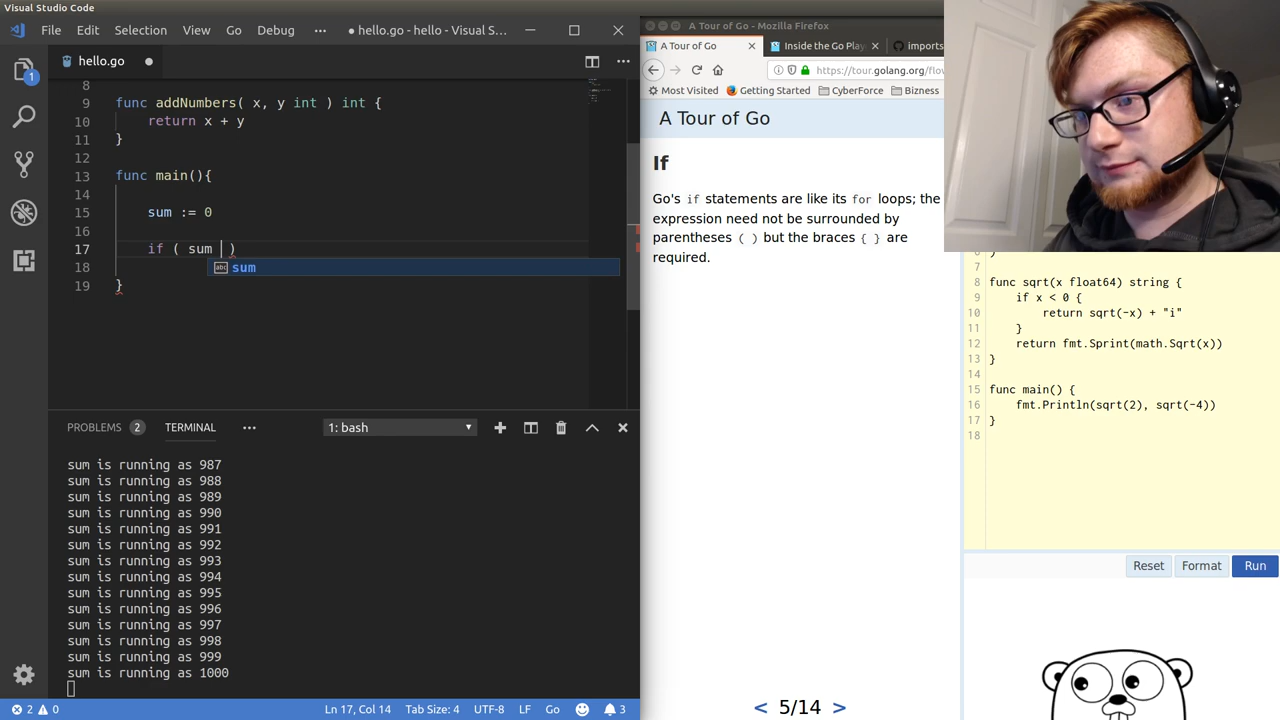 Visual Studio Code
File Edit Selection View Go Debug ··· ● hello.go - hello - Visual S...
hello.go ●
8
9 func addNumbers( x, y int ) int {
10 return x + y
11 }
12
13 func main(){
14
15 sum := 0
16
17 if ( sum )
abc sum
18
19 }
PROBLEMS 2 TERMINAL ··· 1: bash
sum is running as 987
sum is running as 988
sum is running as 989
sum is running as 990
sum is running as 991
sum is running as 992
sum is running as 993
sum is running as 994
sum is running as 995
sum is running as 996
sum is running as 997
sum is running as 998
sum is running as 999
sum is running as 1000
1
2 0 Ln 17, Col 14 Tab Size: 4 UTF-8 LF Go 3
A Tour of Go - Mozilla Firefox
A Tour of Go Inside the Go Play imports
https://tour.golang.org/flow
Most Visited Getting Started CyberForce Bizness
A Tour of Go
If
Go's if statements are like its for loops; the
expression need not be surrounded by
parentheses ( ) but the braces { } are
required.
< 5/14 >
6 )
7
8 func sqrt(x float64) string {
9 if x < 0 {
10 return sqrt(-x) + "i"
11 }
12 return fmt.Sprint(math.Sqrt(x))
13 }
14
15 func main() {
16 fmt.Println(sqrt(2), sqrt(-4))
17 }
18
Reset Format Run